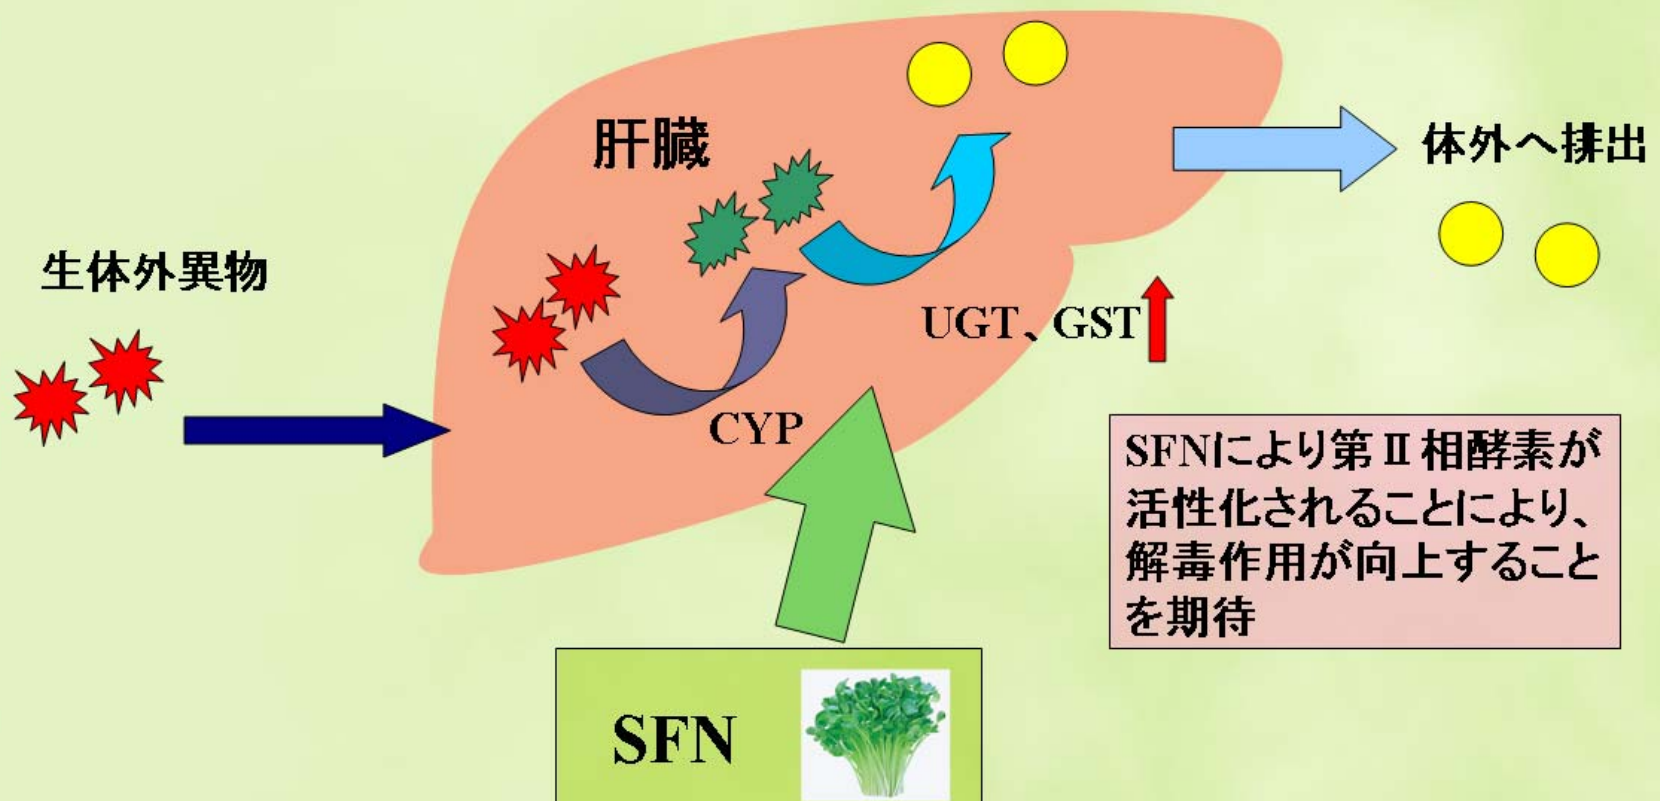 肝臓
体外へ排出
生体外異物
UGT、GST
CYP
SFNにより第Ⅱ相酵素が
活性化されることにより、
解毒作用が向上すること
を期待
SFN